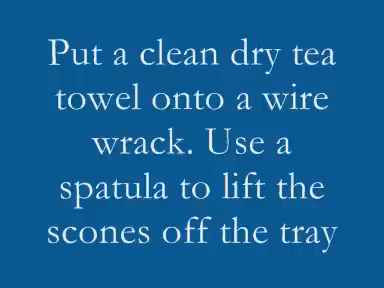 Put a clean dry tea
towel onto a wire
wrack. Use a
spatula to lift the
scones off the tray